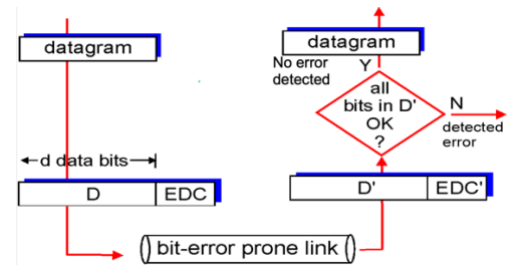 datagram
d data bits
D
EDC
bit-error prone link
datagram
No error
detected
Y
all
bits in D'
OK
?
N
detected
error
D'
EDC'